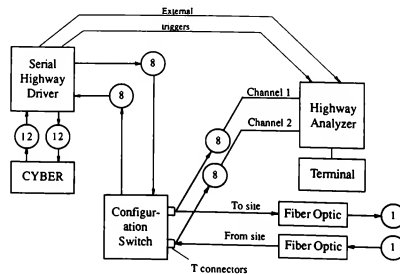 External
triggers
Serial
Highway
Driver
8
8
12
12
CYBER
Channel 1
Channel 2
8
8
Highway
Analyzer
Terminal
Configur-
ation
Switch
To site
Fiber Optic
1
From site
Fiber Optic
1
T connectors